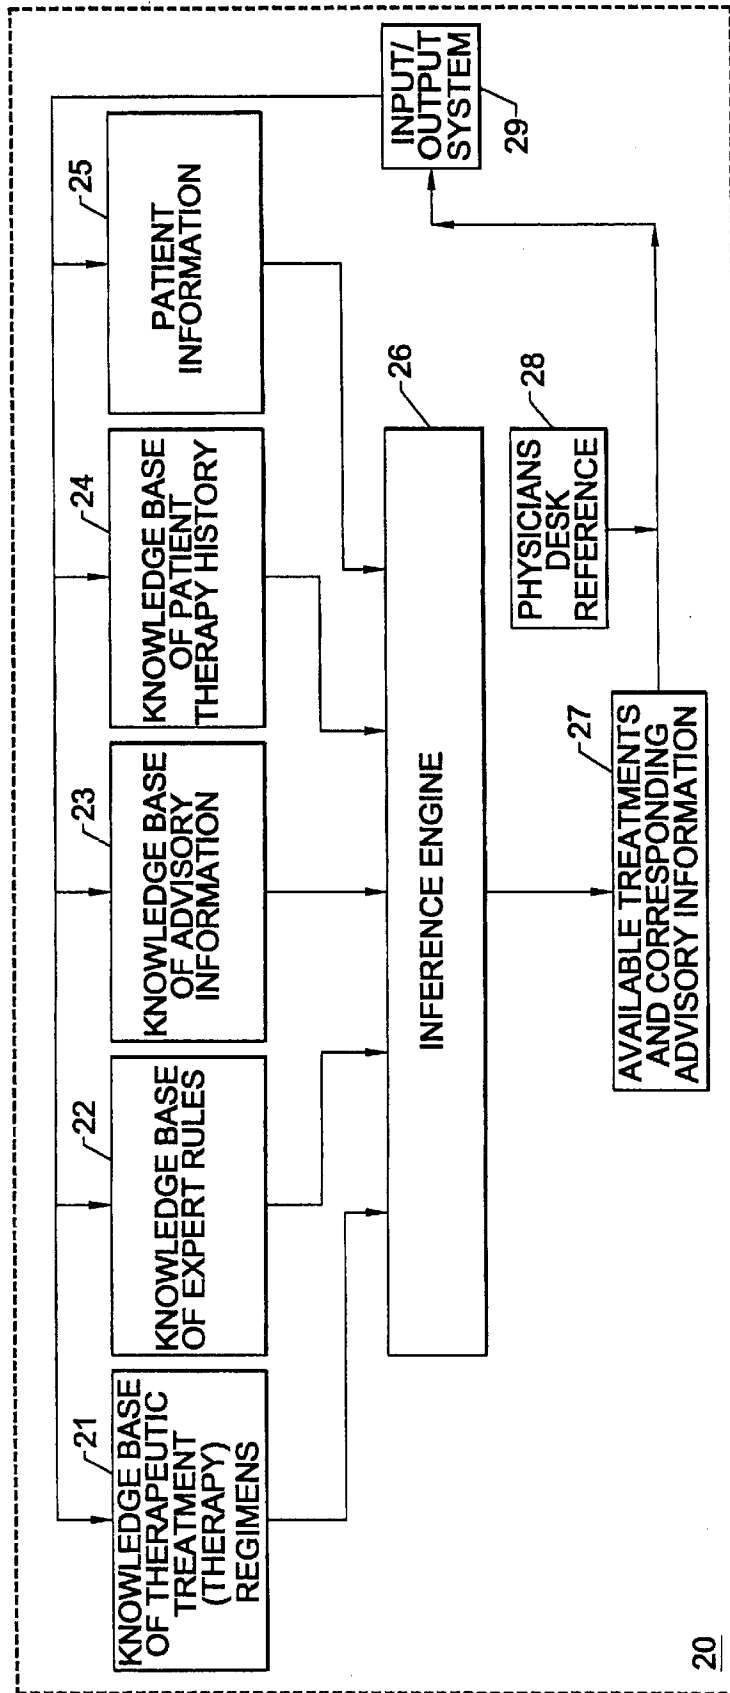 21
KNOWLEDGE BASE
OF THERAPEUTIC
TREATMENT
(THERAPY)
REGIMENS
22
KNOWLEDGE BASE
OF EXPERT RULES
23
KNOWLEDGE BASE
OF ADVISORY
INFORMATION
24
KNOWLEDGE BASE
OF PATIENT
THERAPY HISTORY
25
PATIENT
INFORMATION
INPUT/
OUTPUT
SYSTEM
29
26
INFERENCE ENGINE
28
PHYSICIANS
DESK
REFERENCE
27
AVAILABLE TREATMENTS
AND CORRESPONDING
ADVISORY INFORMATION
20